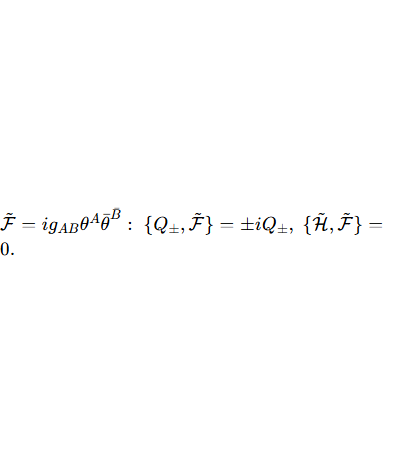 $\tilde{\mathcal{F}} = i g_{AB} \theta^A \bar{\theta}^{\bar{B}} :\ \{Q_\pm, \tilde{\mathcal{F}}\} = \pm i Q_\pm,\ \{\tilde{\mathcal{H}}, \tilde{\mathcal{F}}\} =$
$0.$